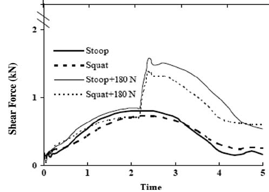 2
Stoop
Squat
Stoop+180 N
Squat+180 N
1
0
0 1 2 3 4 5
Shear Force (kN)
Time